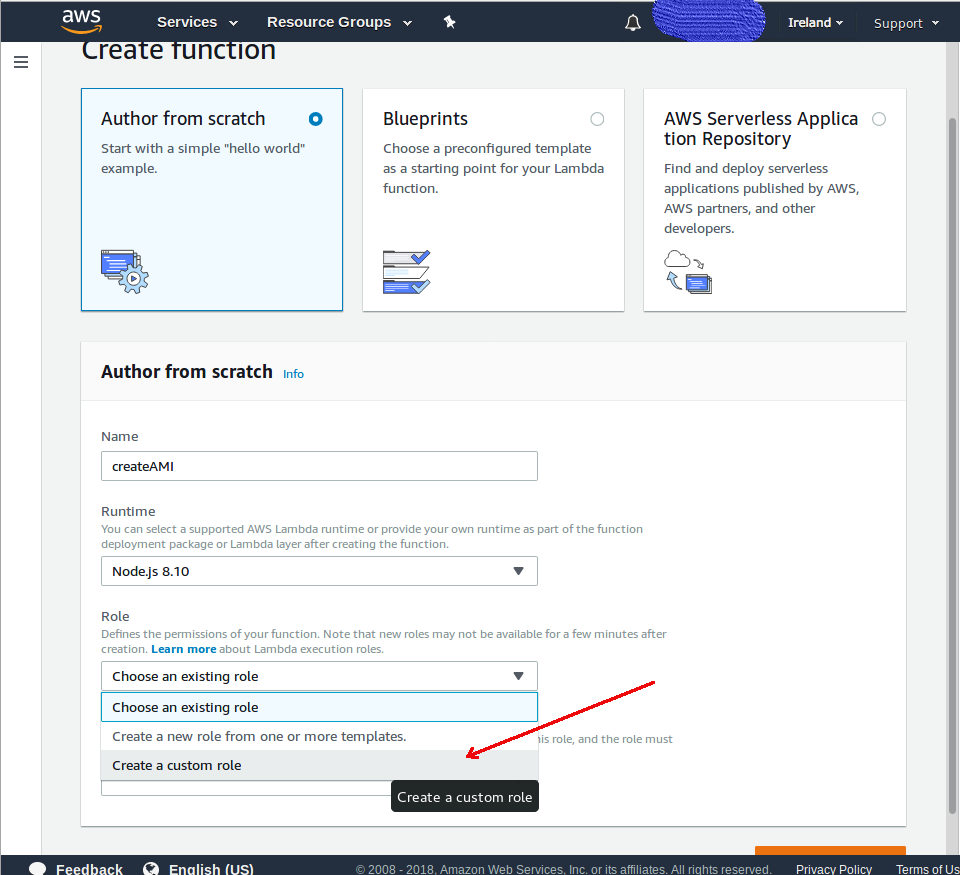 aws Services Resource Groups Ireland Support
Create function
Author from scratch
Start with a simple "hello world"
example.
Blueprints
Choose a preconfigured template
as a starting point for your Lambda
function.
AWS Serverless Applica
tion Repository
Find and deploy serverless
applications published by AWS,
AWS partners, and other
developers.
Author from scratch Info
Name
createAMI
Runtime
You can select a supported AWS Lambda runtime or provide your own runtime as part of the function
deployment package or Lambda layer after creating the function.
Node.js 8.10
Role
Defines the permissions of your function. Note that new roles may not be available for a few minutes after
creation. Learn more about Lambda execution roles.
Choose an existing role
Choose an existing role
Create a new role from one or more templates.
role, and the role must
Create a custom role
Create a custom role
Feedback English (US) © 2008 - 2018, Amazon Web Services, Inc. or its affiliates. All rights reserved. Privacy Policy Terms of Us